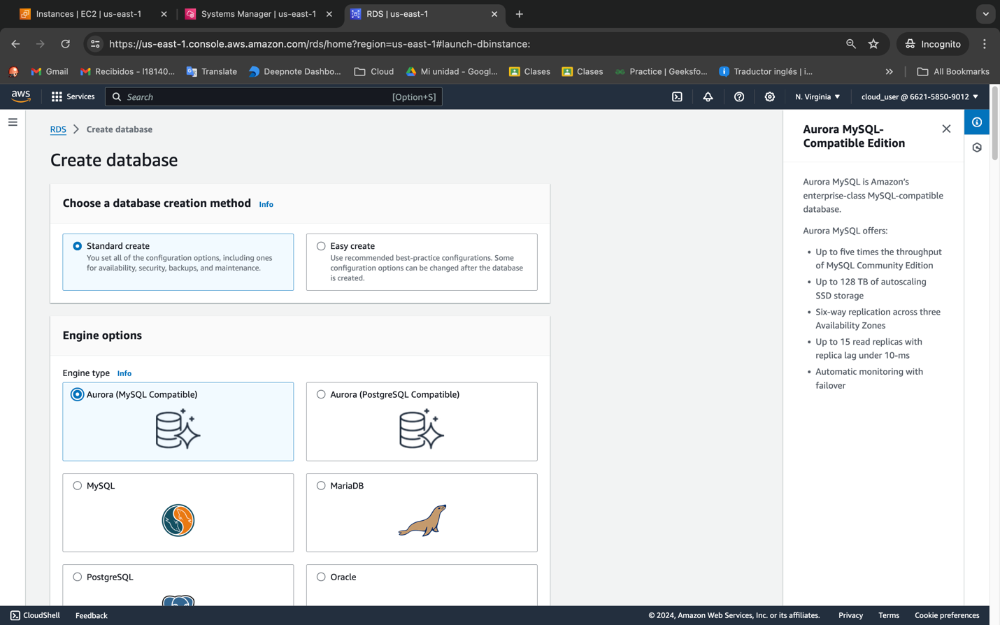 Instances | EC2 | us-east-1
Systems Manager | us-east-1
RDS | us-east-1
https://us-east-1.console.aws.amazon.com/rds/home?region=us-east-1#launch-dbinstance:
Incognito
Gmail
Recibidos - l18140...
Translate
Deepnote Dashbo...
Cloud
Mi unidad - Googl...
Clases
Clases
Practice | Geeksfo...
Traductor inglés | i...
All Bookmarks
aws
Services
Search
[Option+S]
N. Virginia
cloud_user @ 6621-5850-9012
RDS
Create database
Create database
Choose a database creation method Info
Standard create
You set all of the configuration options, including ones
for availability, security, backups, and maintenance.
Easy create
Use recommended best-practice configurations. Some
configuration options can be changed after the database
is created.
Engine options
Engine type Info
Aurora (MySQL Compatible)
Aurora (PostgreSQL Compatible)
MySQL
MariaDB
PostgreSQL
Oracle
Aurora MySQL-
Compatible Edition
Aurora MySQL is Amazon's
enterprise-class MySQL-compatible
database.
Aurora MySQL offers:
• Up to five times the throughput
of MySQL Community Edition
• Up to 128 TB of autoscaling
SSD storage
• Six-way replication across three
Availability Zones
• Up to 15 read replicas with
replica lag under 10-ms
• Automatic monitoring with
failover
CloudShell
Feedback
© 2024, Amazon Web Services, Inc. or its affiliates.
Privacy
Terms
Cookie preferences